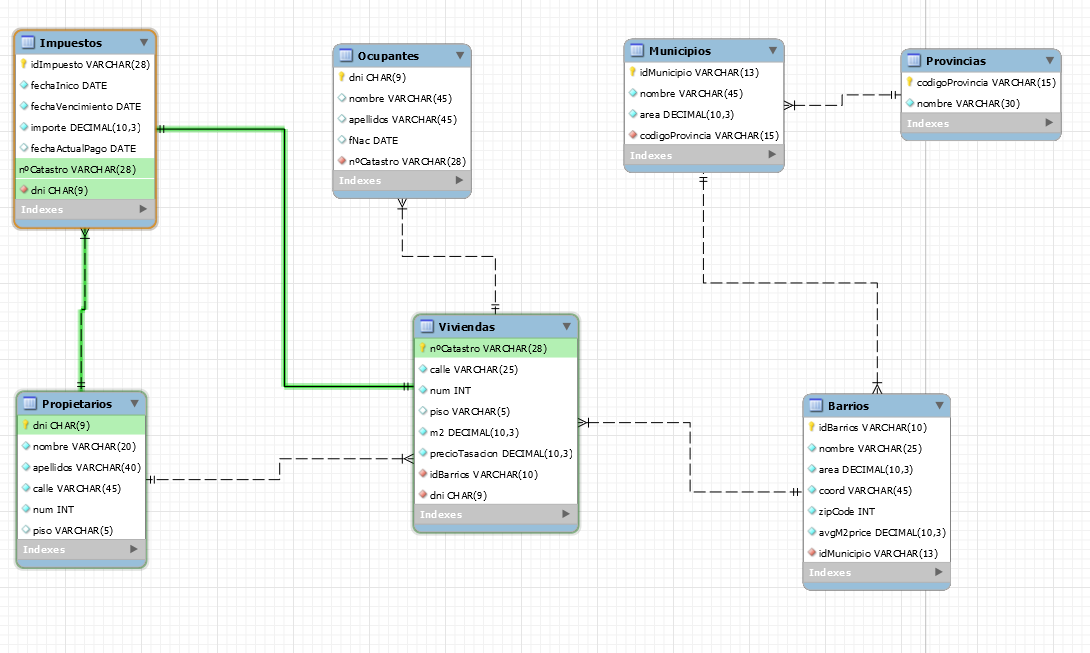 Impuestos
idImpuesto VARCHAR(28)
fechaInico DATE
fechaVencimiento DATE
importe DECIMAL(10,3)
fechaActualPago DATE
nºCatastro VARCHAR(28)
dni CHAR(9)
Indexes
Ocupantes
dni CHAR(9)
nombre VARCHAR(45)
apellidos VARCHAR(45)
fNac DATE
nºCatastro VARCHAR(28)
Indexes
Municipios
idMunicipio VARCHAR(13)
nombre VARCHAR(45)
area DECIMAL(10,3)
codigoProvincia VARCHAR(15)
Indexes
Provincias
codigoProvincia VARCHAR(15)
nombre VARCHAR(30)
Indexes
Propietarios
dni CHAR(9)
nombre VARCHAR(20)
apellidos VARCHAR(40)
calle VARCHAR(45)
num INT
piso VARCHAR(5)
Indexes
Viviendas
nºCatastro VARCHAR(28)
calle VARCHAR(25)
num INT
piso VARCHAR(5)
m2 DECIMAL(10,3)
precioTasacion DECIMAL(10,3)
idBarrios VARCHAR(10)
dni CHAR(9)
Indexes
Barrios
idBarrios VARCHAR(10)
nombre VARCHAR(25)
area DECIMAL(10,3)
coord VARCHAR(45)
zipCode INT
avgM2price DECIMAL(10,3)
idMunicipio VARCHAR(13)
Indexes